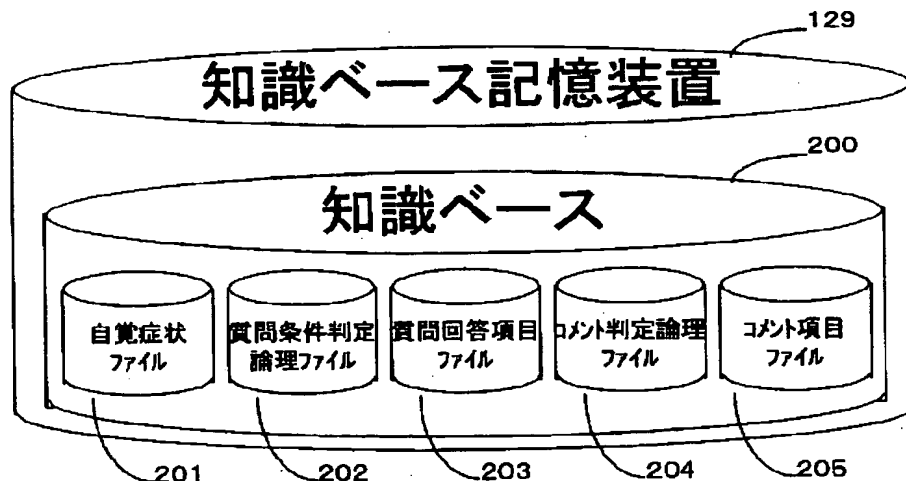 129
知識ベース記憶装置
200
知識ベース
自覚症状
ファイル
質問条件判定
論理ファイル
質問回答項目
ファイル
コメント判定論理
ファイル
コメント項目
ファイル
201
202
203
204
205